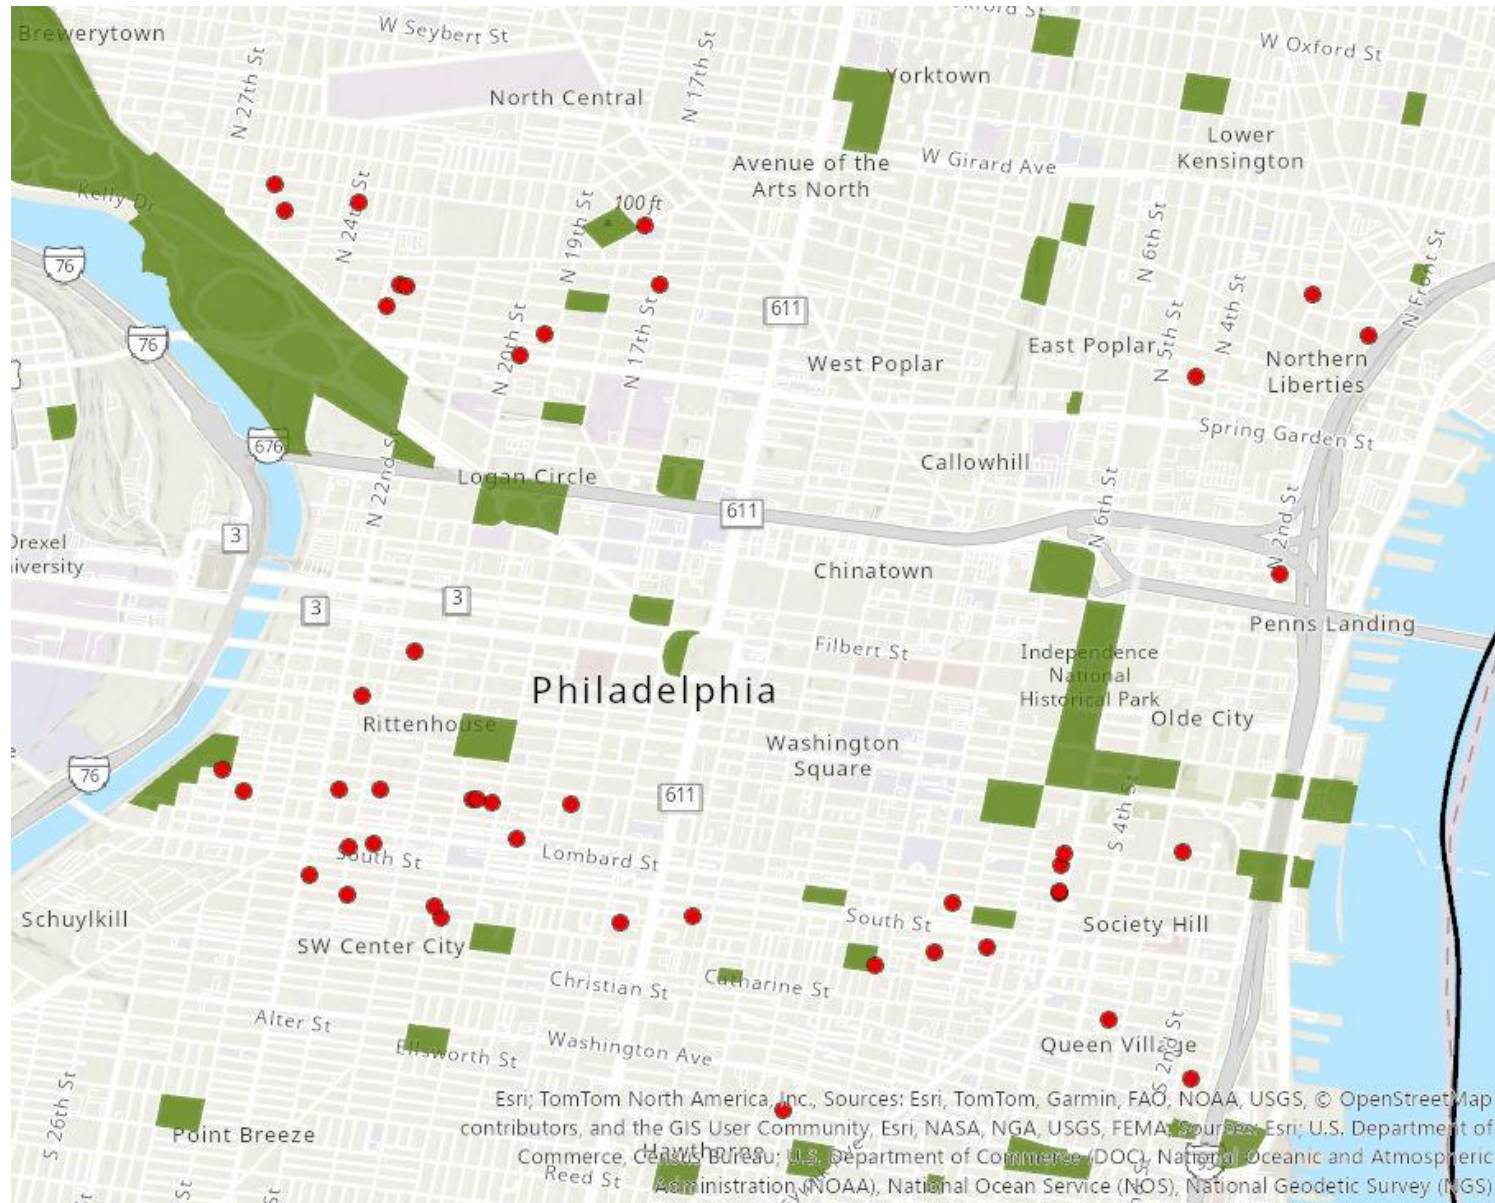 Brewerytown
W Seybert St
Oxford St
W Oxford St
N 27th St
North Central
N 17th St
Yorktown
Lower
Kensington
Avenue of the
Arts North
W Girard Ave
Kelly Dr
N 24th St
100 ft
N 19th St
N 6th St
N Front St
76
76
611
N 20th St
N 17th St
West Poplar
East Poplar
N 5th St
N 4th St
Northern
Liberties
Spring Garden St
676
N 22nd St
Logan Circle
Callowhill
N 6th St
N 2nd St
611
3
Drexel
Chinatown
3
3
Penns Landing
Filbert St
Independence
National
Historical Park
Philadelphia
Rittenhouse
Olde City
Washington
Square
76
611
S 4th St
South St
Lombard St
Schuylkill
SW Center City
South St
Society Hill
Christian St
Catharine St
Alter St
Ellsworth St
Washington Ave
Queen Village
S 2nd St
S 26th St
Point Breeze
Hawthorne
Reed St
Esri; TomTom North America, Inc., Sources: Esri, TomTom, Garmin, FAO, NOAA, USGS, © OpenStreetMap
contributors, and the GIS User Community, Esri, NASA, NGA, USGS, FEMA, Sources: Esri; U.S. Department of
Commerce, Census Bureau; U.S. Department of Commerce (DOC), National Oceanic and Atmospheric
Administration (NOAA), National Ocean Service (NOS), National Geodetic Survey (NGS)